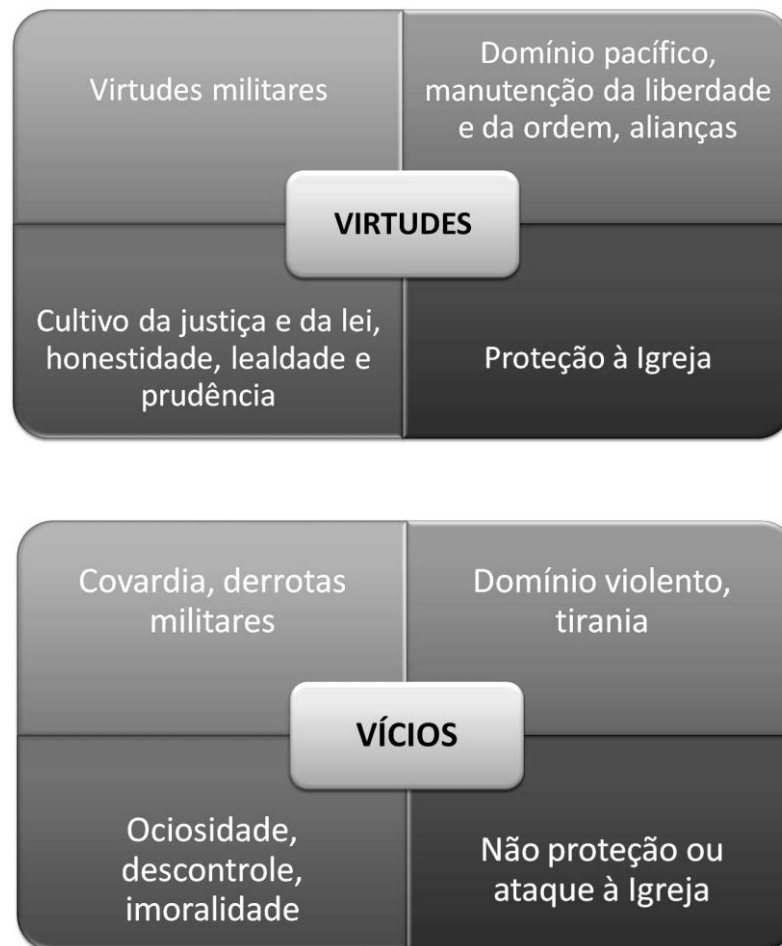 Virtudes militares
Domínio pacífico,
manutenção da liberdade
e da ordem, alianças
VIRTUDES
Cultivo da justiça e da lei,
honestidade, lealdade e
prudência
Proteção à Igreja
Covardia, derrotas
militares
Domínio violento,
tirania
VÍCIOS
Ociosidade,
descontrole,
imoralidade
Não proteção ou
ataque à Igreja